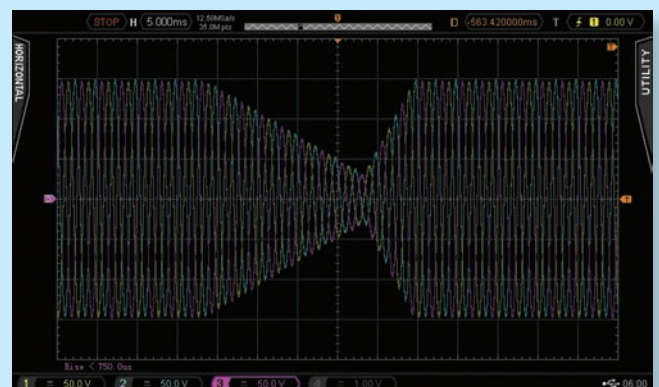 STOP H 5.000ms 12.50MSa/s 35.0M pts D -563.420000ms T 1 0.00 V
HORIZONTAL
UTILITY
T
T
Rise < 750.0us
1 = 50.0 V 2 = 50.0 V 3 = 50.0 V 4 = 1.00 V 06:00